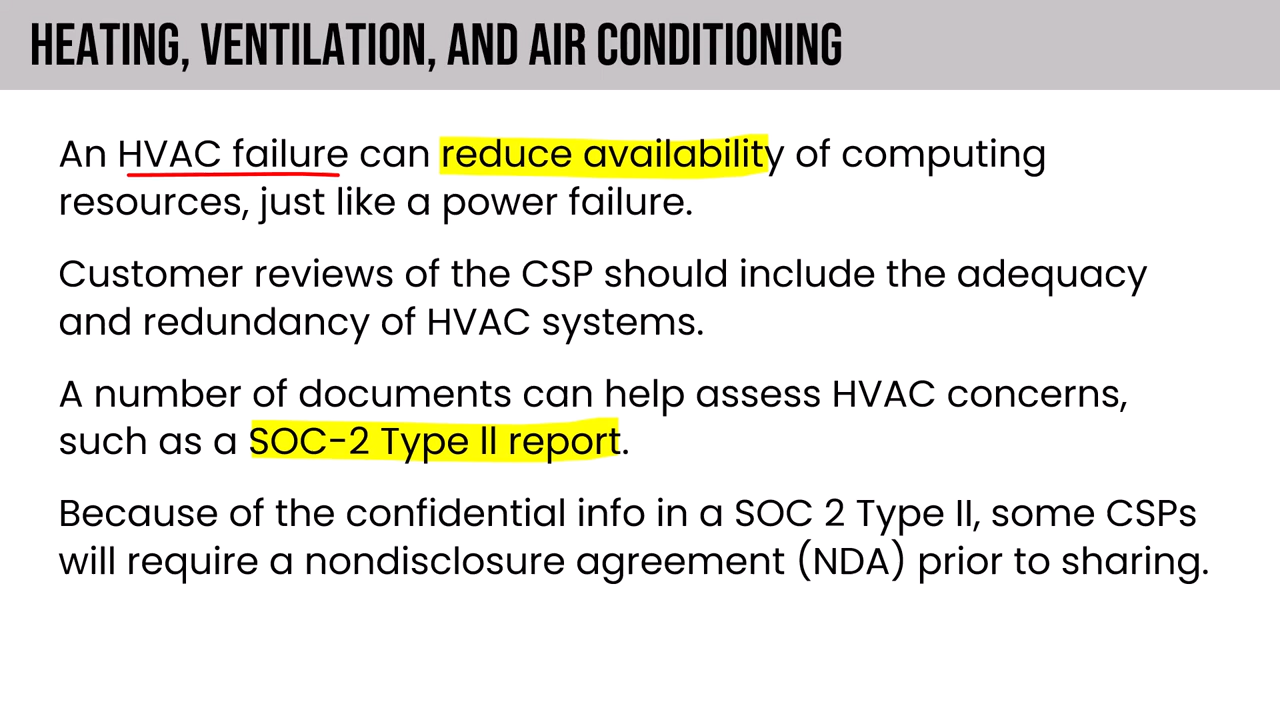 HEATING, VENTILATION, AND AIR CONDITIONING
An HVAC failure can reduce availability of computing
resources, just like a power failure.
Customer reviews of the CSP should include the adequacy
and redundancy of HVAC systems.
A number of documents can help assess HVAC concerns,
such as a SOC-2 Type II report.
Because of the confidential info in a SOC 2 Type II, some CSPs
will require a nondisclosure agreement (NDA) prior to sharing.